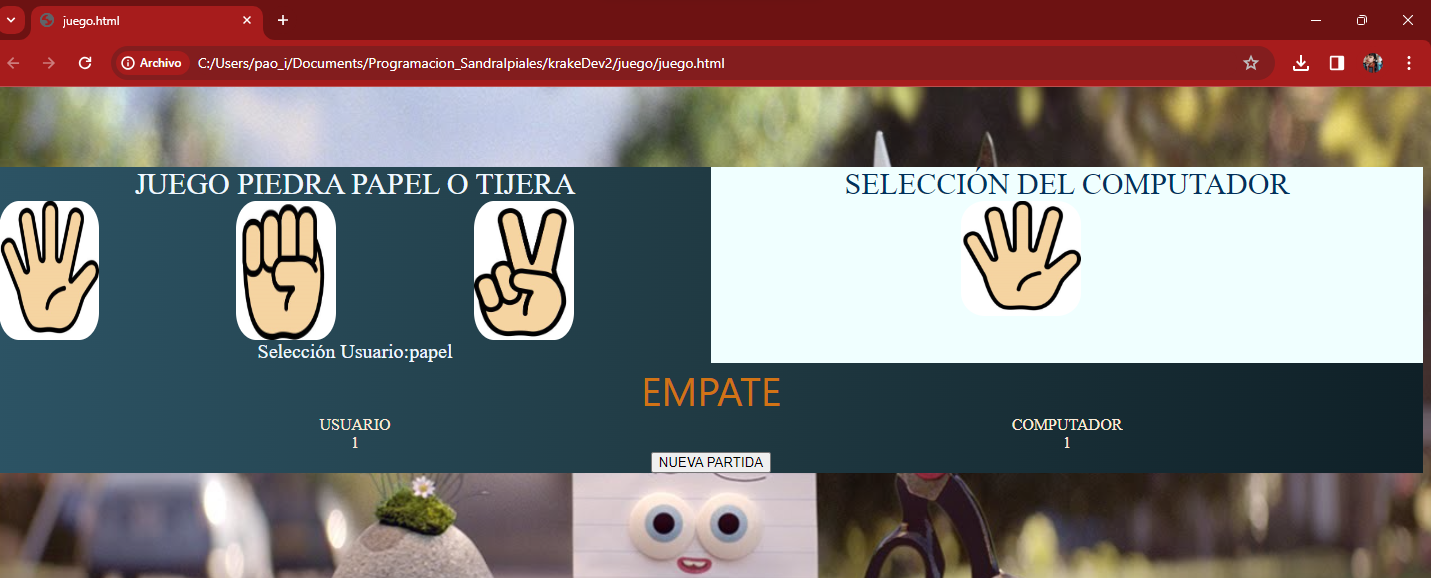 juego.html
Archivo
C:/Users/pao_i/Documents/Programacion_SandraIpiales/krakeDev2/juego/juego.html
JUEGO PIEDRA PAPEL O TIJERA
SELECCIÓN DEL COMPUTADOR
Selección Usuario:papel
EMPATE
USUARIO
1
COMPUTADOR
1
NUEVA PARTIDA